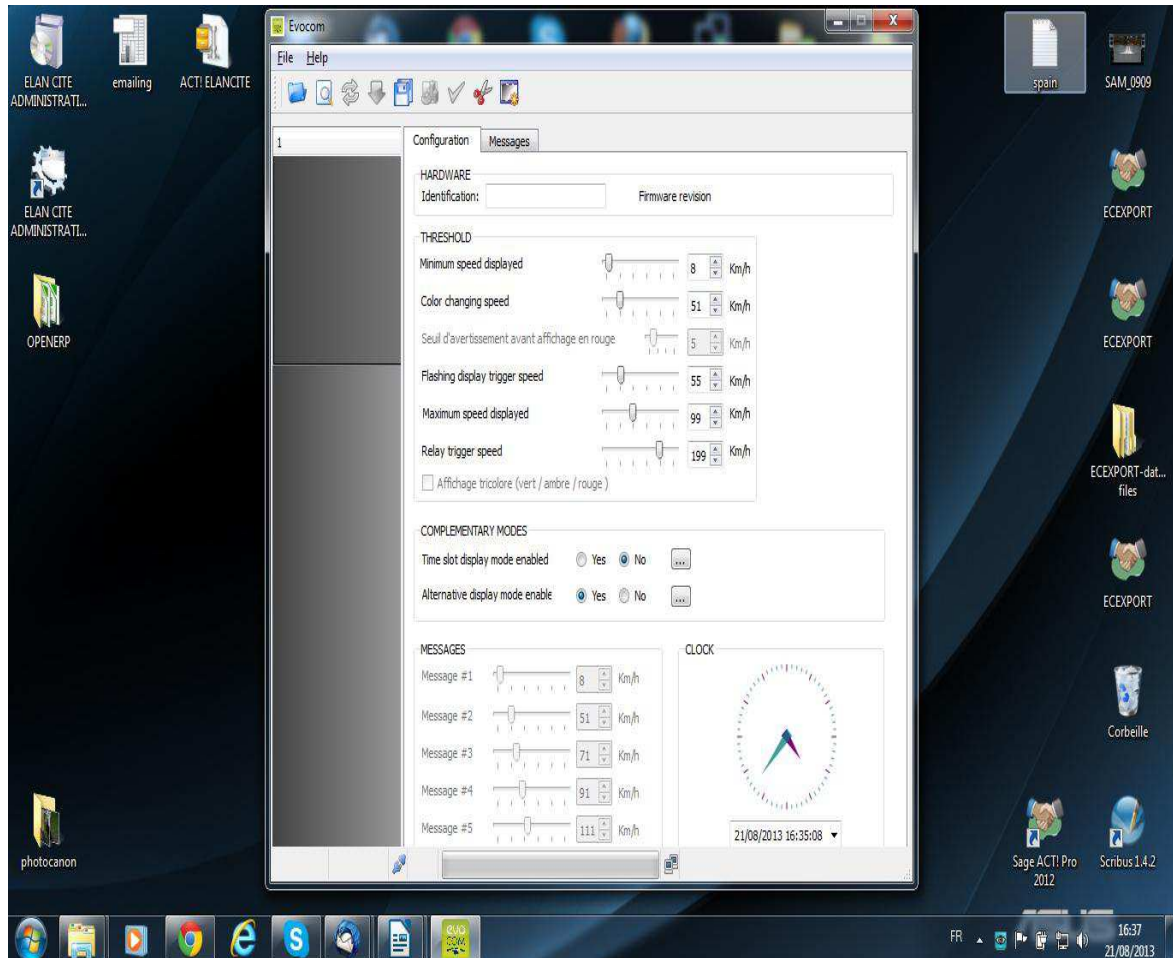 ELAN CITE ADMINISTRATI...
emailing
ACT! ELANCITE
ELAN CITE ADMINISTRATI...
OPENERP
photocanon
Evocom
File Help
1
Configuration Messages
HARDWARE
Identification: Firmware revision
THRESHOLD
Minimum speed displayed 8 Km/h
Color changing speed 51 Km/h
Seuil d'avertissement avant affichage en rouge 5 Km/h
Flashing display trigger speed 55 Km/h
Maximum speed displayed 99 Km/h
Relay trigger speed 199 Km/h
Affichage tricolore (vert / ambre / rouge )
COMPLEMENTARY MODES
Time slot display mode enabled Yes No ...
Alternative display mode enable Yes No ...
MESSAGES
Message #1 8 Km/h
Message #2 51 Km/h
Message #3 71 Km/h
Message #4 91 Km/h
Message #5 111 Km/h
CLOCK
21/08/2013 16:35:08
spain
SAM_0909
ECEXPORT
ECEXPORT
ECEXPORT-dat... files
ECEXPORT
Corbeille
Sage ACT! Pro 2012
Scribus 1.4.2
evo
COM
FR
16:37
21/08/2013